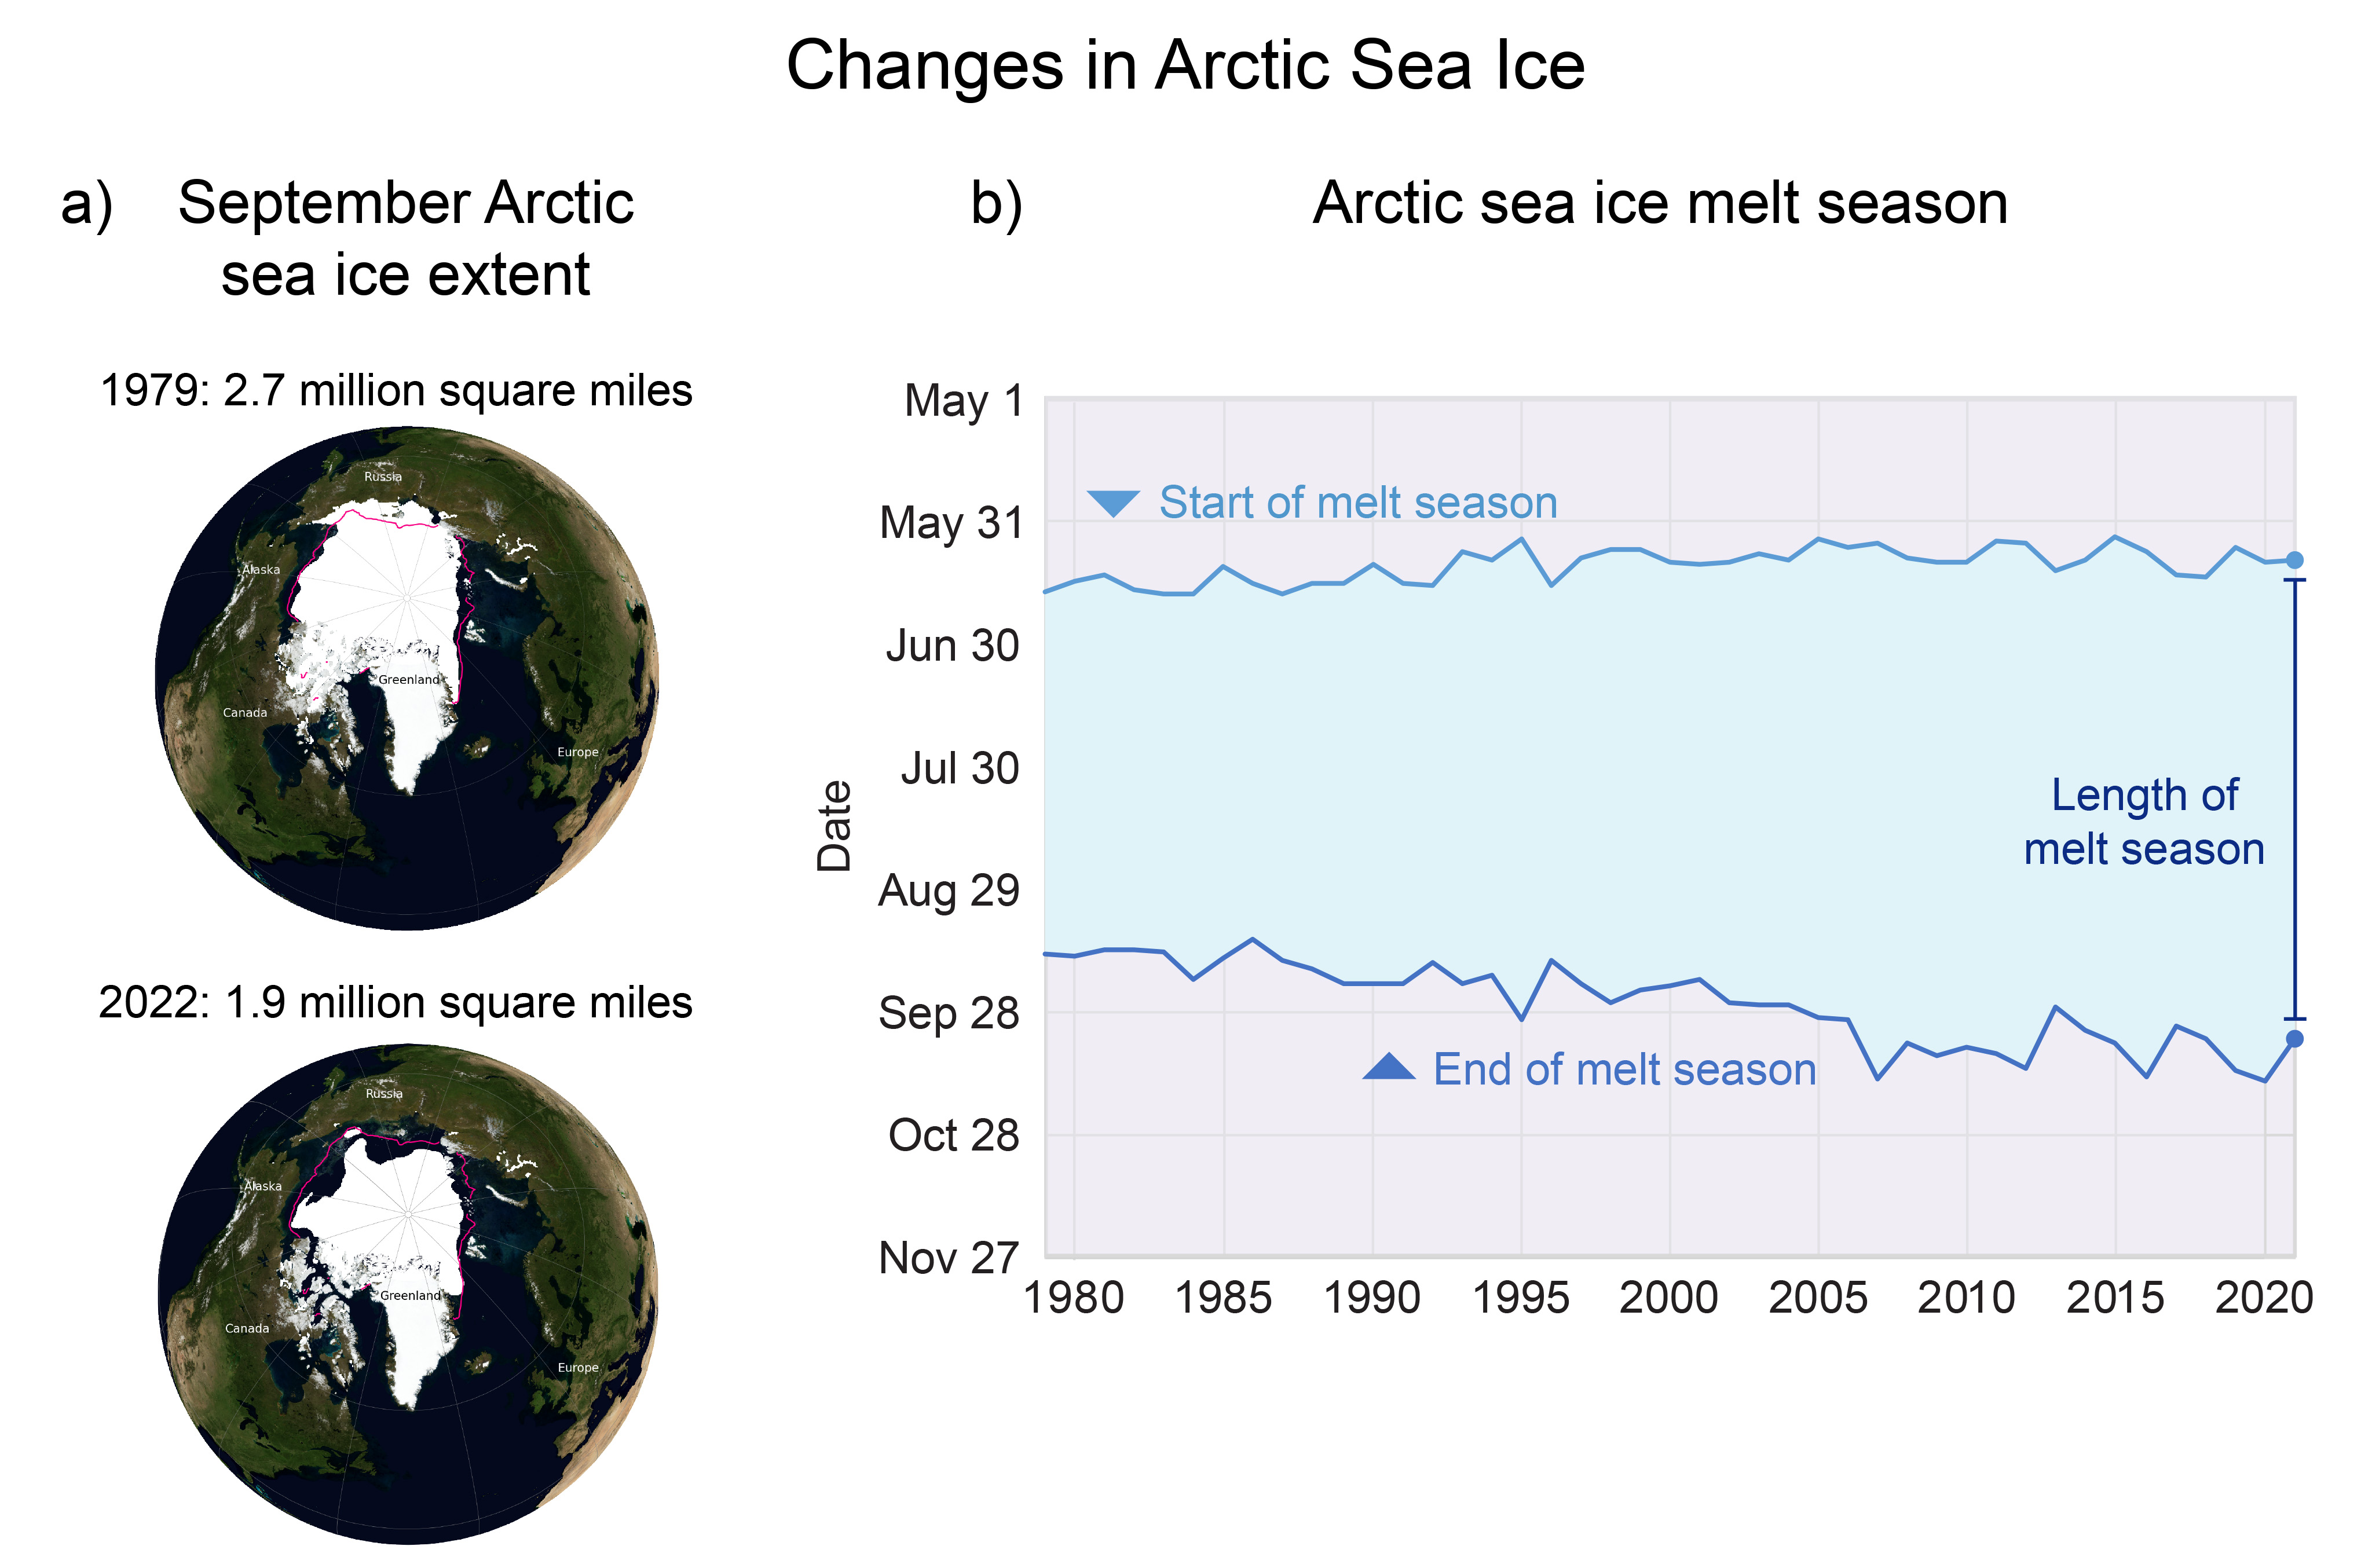 Changes in Arctic Sea Ice
a) September Arctic
sea ice extent
1979: 2.7 million square miles
Russia
Alaska
Greenland
Canada
Europe
2022: 1.9 million square miles
Russia
Alaska
Greenland
Canada
Europe
b) Arctic sea ice melt season
Date
May 1
May 31
Jun 30
Jul 30
Aug 29
Sep 28
Oct 28
Nov 27
Start of melt season
Length of
melt season
End of melt season
1980 1985 1990 1995 2000 2005 2010 2015 2020